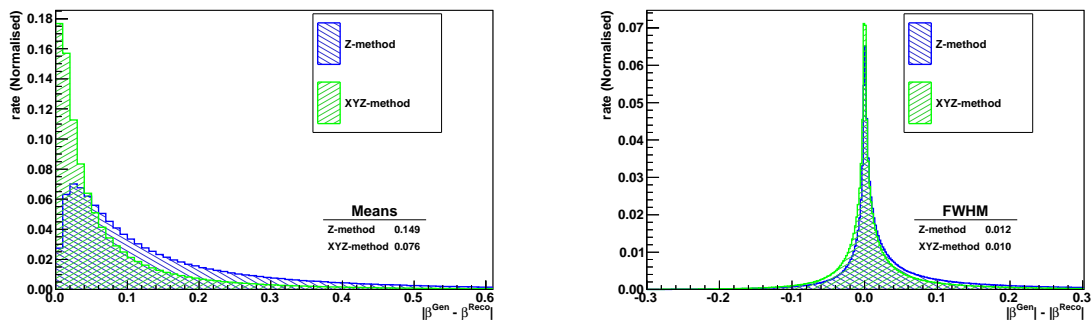 rate (Normalised)
0.18
0.16
0.14
0.12
0.10
0.08
0.06
0.04
0.02
0.00
0.0 0.1 0.2 0.3 0.4 0.5 0.6
|β^Gen - β^Reco|
Z-method
XYZ-method
Means
Z-method 0.149
XYZ-method 0.076
rate (Normalised)
0.07
0.06
0.05
0.04
0.03
0.02
0.01
0.00
-0.3 -0.2 -0.1 0.0 0.1 0.2 0.3
|β^Gen| - |β^Reco|
Z-method
XYZ-method
FWHM
Z-method 0.012
XYZ-method 0.010